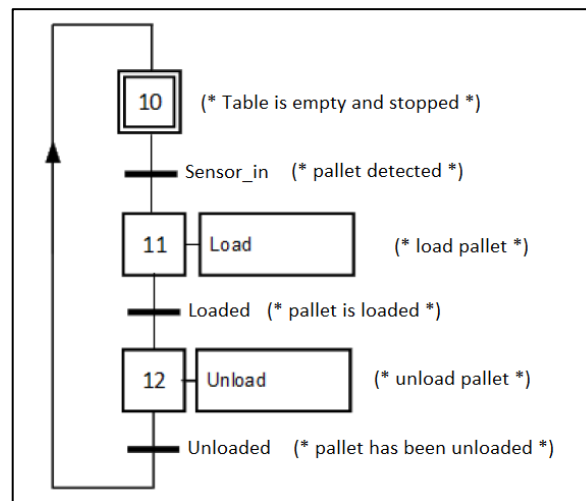 10 (* Table is empty and stopped *)
Sensor_in (* pallet detected *)
11 Load (* load pallet *)
Loaded (* pallet is loaded *)
12 Unload (* unload pallet *)
Unloaded (* pallet has been unloaded *)